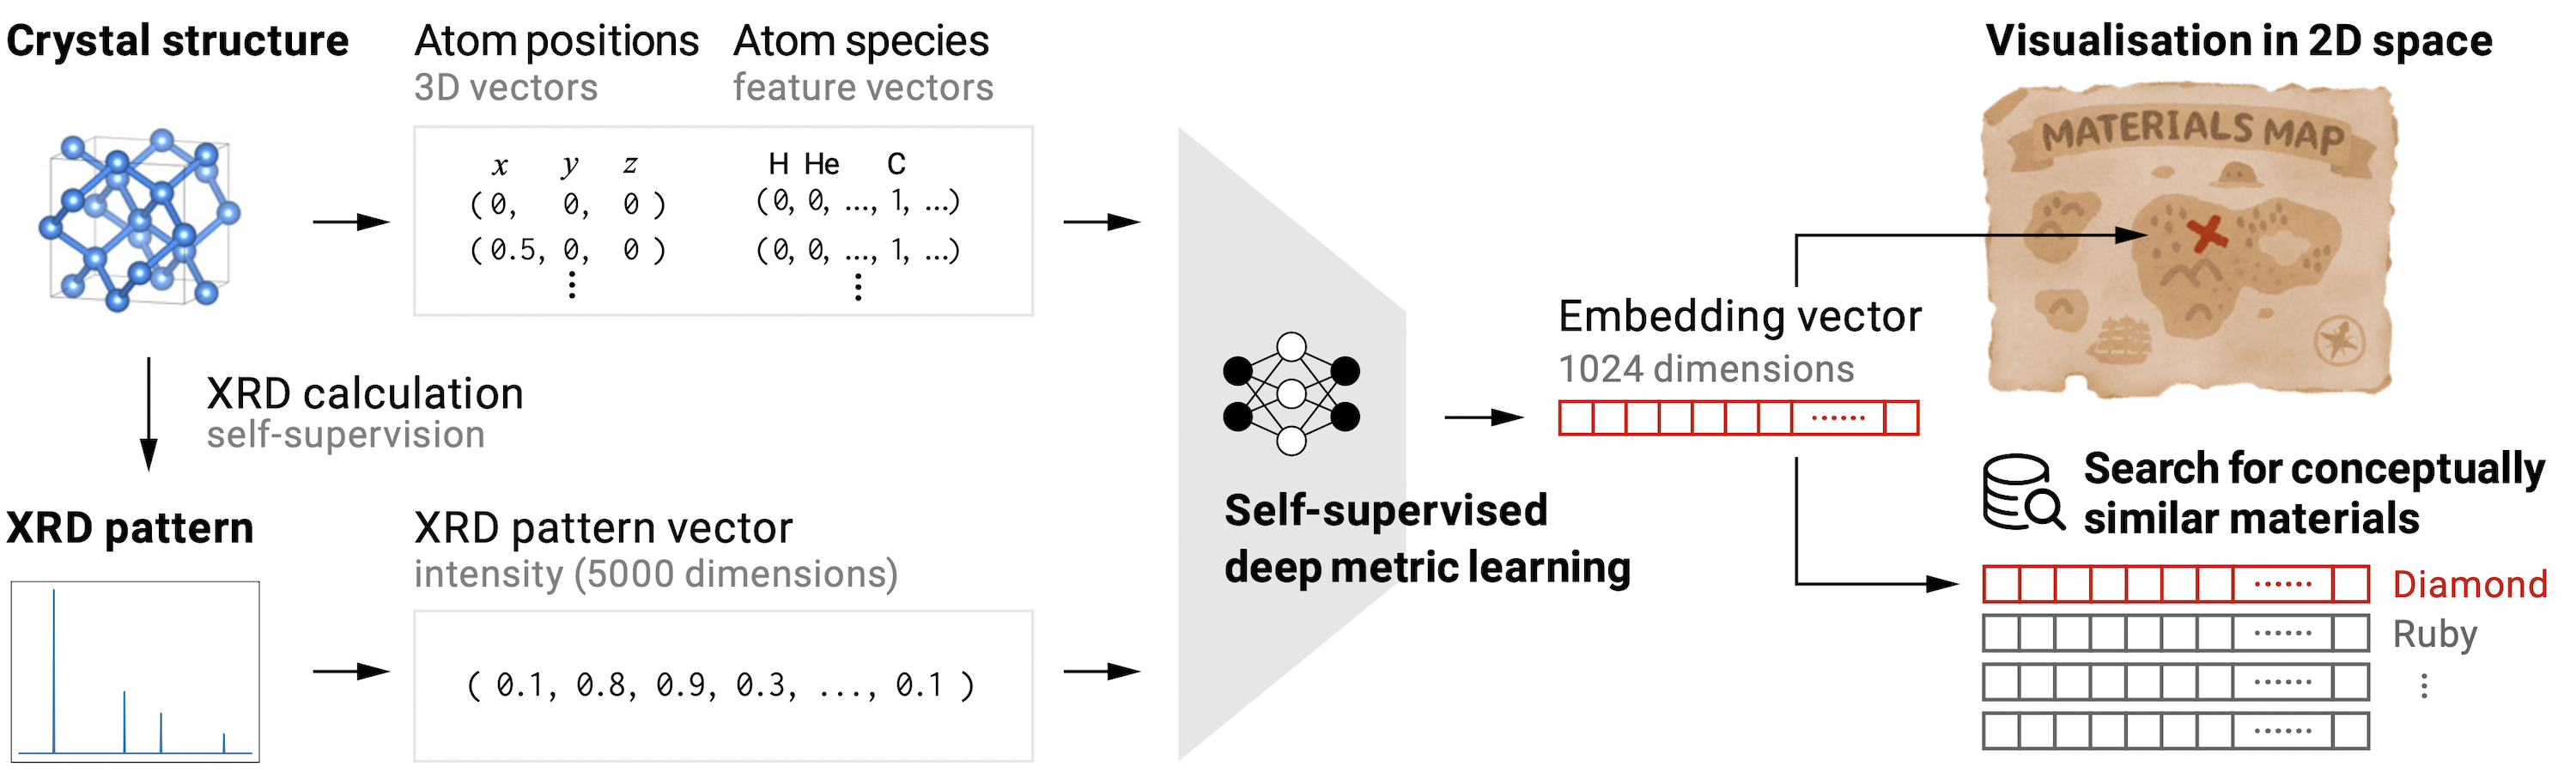 Crystal structure
Atom positions
3D vectors
Atom species
feature vectors
x y z
(0, 0, 0 )
(0.5, 0, 0 )
⋮
H He C
(0, 0, ..., 1, ...)
(0, 0, ..., 1, ...)
⋮
XRD calculation
self-supervision
XRD pattern
XRD pattern vector
intensity (5000 dimensions)
( 0.1, 0.8, 0.9, 0.3, ..., 0.1 )
Self-supervised
deep metric learning
Embedding vector
1024 dimensions
......
Visualisation in 2D space
MATERIALS MAP
Search for conceptually
similar materials
...... Diamond
...... Ruby
...... ⋮
......